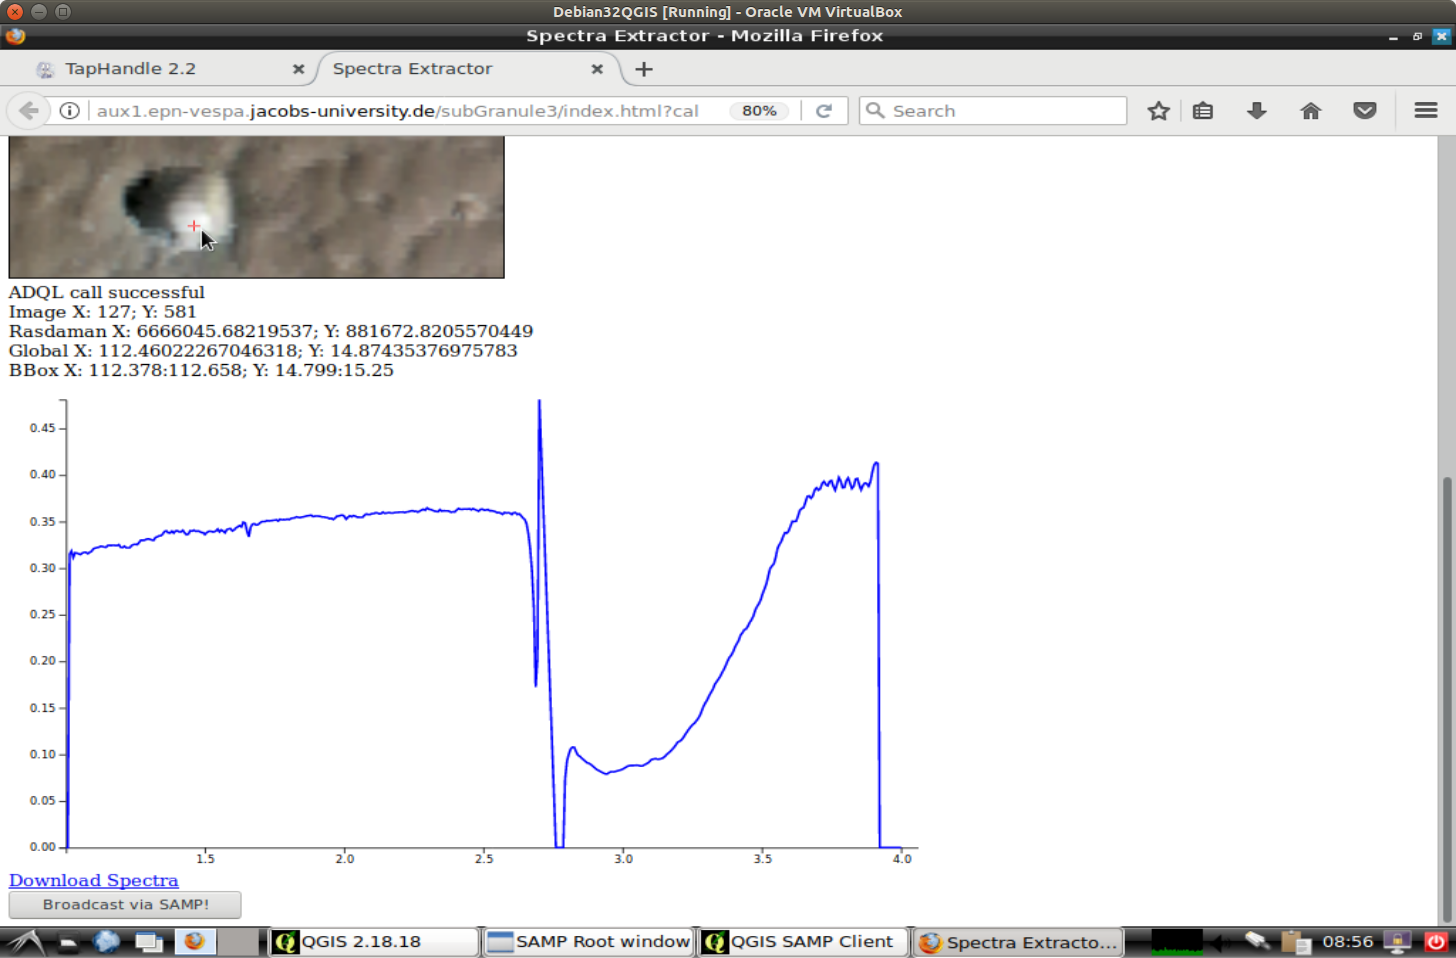 Debian32QGIS [Running] - Oracle VM VirtualBox
Spectra Extractor - Mozilla Firefox
TapHandle 2.2
Spectra Extractor
aux1.epn-vespa.jacobs-university.de/subGranule3/index.html?cal
80%
Search
ADQL call successful
Image X: 127; Y: 581
Rasdaman X: 6666045.68219537; Y: 881672.8205570449
Global X: 112.46022267046318; Y: 14.87435376975783
BBox X: 112.378:112.658; Y: 14.799:15.25
0.45
0.40
0.35
0.30
0.25
0.20
0.15
0.10
0.05
0.00
1.5 2.0 2.5 3.0 3.5 4.0
Download Spectra
Broadcast via SAMP!
QGIS 2.18.18
SAMP Root window
QGIS SAMP Client
Spectra Extracto...
08:56